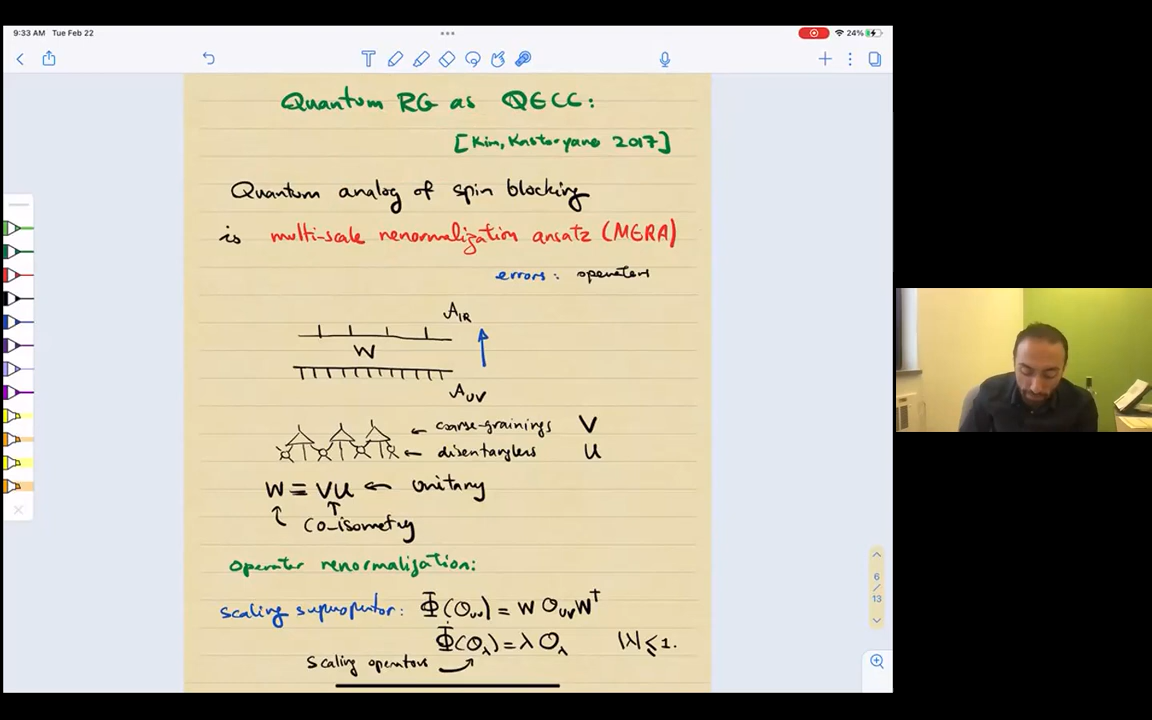 9:33 AM Tue Feb 22
24%
Quantum RG as QECC:
[Kim, Kastoryano 2017]
Quantum analog of spin blocking
is multi-scale renormalization ansatz (MERA)
errors: operators
A_IR
W
A_UV
← coarse-grainings V
← disentanglers U
W ≡ VU ← Unitary
Co-isometry
operator renormalization:
scaling supropertor: Φ(O_UV) = W O_UV W†
Φ(O_λ) = λ O_λ |λ| ≤ 1.
Scaling operators
6
/
13